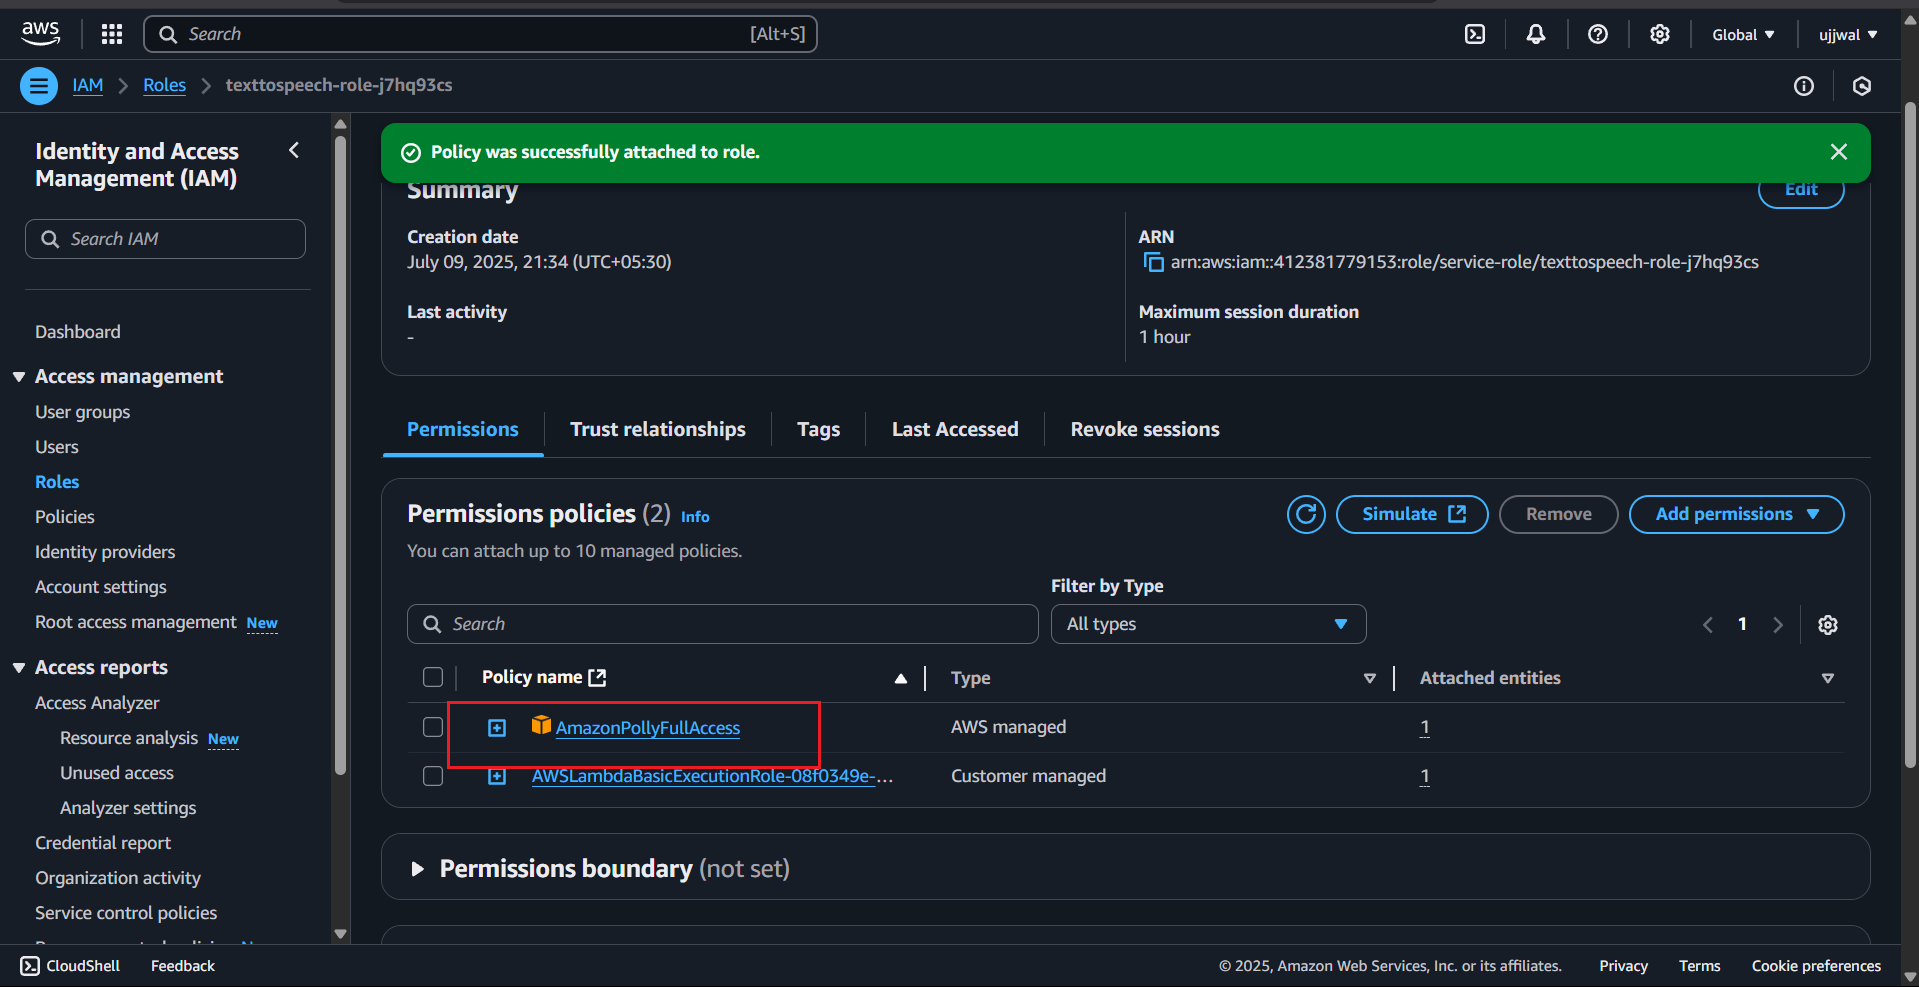 aws
Search [Alt+S]
Global
ujjwal
IAM
Roles
texttospeech-role-j7hq93cs
Identity and Access
Management (IAM)
Search IAM
Dashboard
Access management
User groups
Users
Roles
Policies
Identity providers
Account settings
Root access management New
Access reports
Access Analyzer
Resource analysis New
Unused access
Analyzer settings
Credential report
Organization activity
Service control policies
Policy was successfully attached to role.
Summary
Edit
Creation date
July 09, 2025, 21:34 (UTC+05:30)
ARN
arn:aws:iam::412381779153:role/service-role/texttospeech-role-j7hq93cs
Last activity
-
Maximum session duration
1 hour
Permissions
Trust relationships
Tags
Last Accessed
Revoke sessions
Permissions policies (2) Info
Simulate
Remove
Add permissions
You can attach up to 10 managed policies.
Filter by Type
Search
All types
1
Policy name
Type
Attached entities
AmazonPollyFullAccess
AWS managed
1
AWSLambdaBasicExecutionRole-08f0349e-...
Customer managed
1
Permissions boundary (not set)
CloudShell
Feedback
© 2025, Amazon Web Services, Inc. or its affiliates.
Privacy
Terms
Cookie preferences